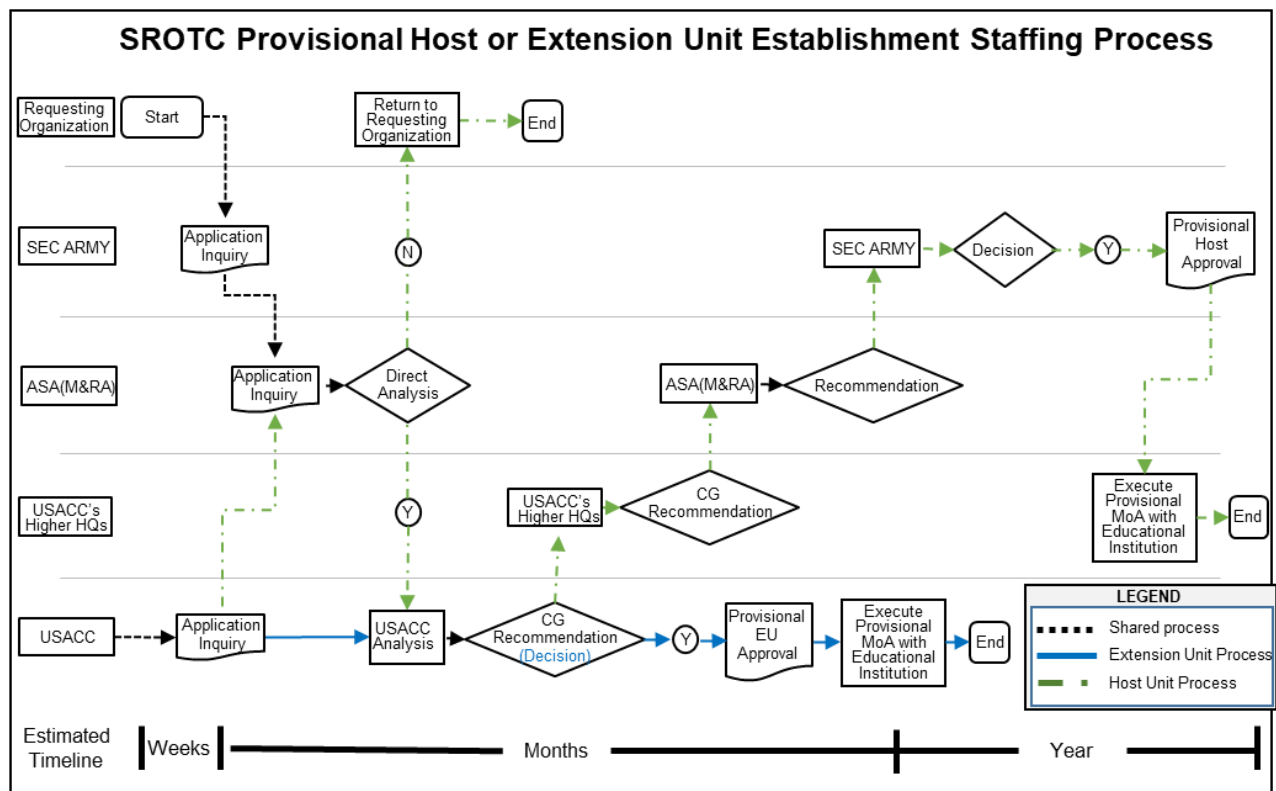 SROTC Provisional Host or Extension Unit Establishment Staffing Process
Requesting
Organization
Start
Return to
Requesting
Organization
End
N
SEC ARMY
Application
Inquiry
SEC ARMY
Decision
Y
Provisional
Host
Approval
ASA(M&RA)
Application
Inquiry
Direct
Analysis
ASA(M&RA)
Recommendation
USACC's
Higher HQs
Y
USACC's
Higher HQs
CG
Recommendation
Execute
Provisional
MoA with
Educational
Institution
End
USACC
Application
Inquiry
USACC
Analysis
CG
Recommendation
(Decision)
Y
Provisional
EU
Approval
Execute
Provisional
MoA with
Educational
Institution
End
LEGEND
Shared process
Extension Unit Process
Host Unit Process
Estimated
Timeline
Weeks
Months
Year